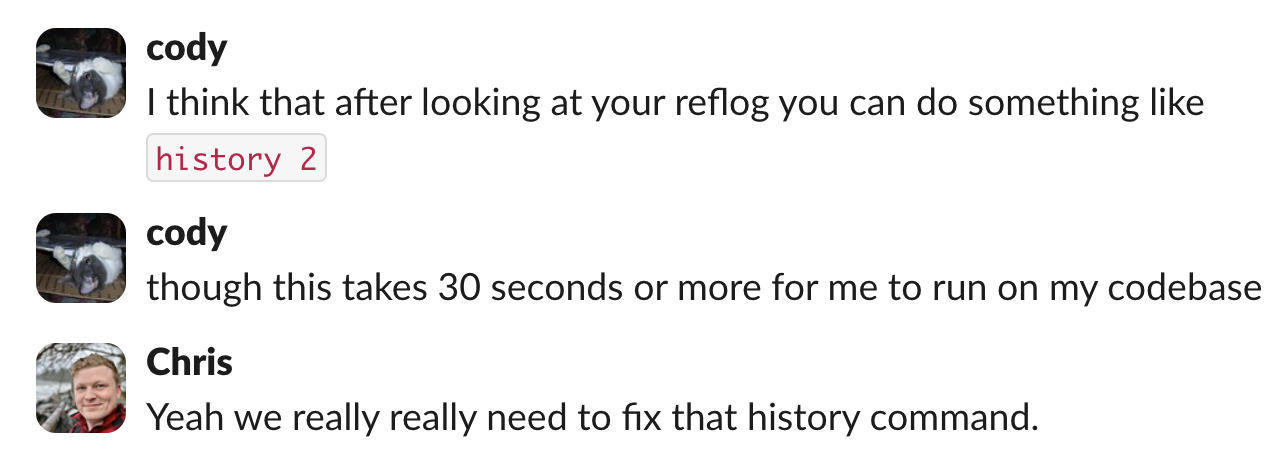 cody
I think that after looking at your reflog you can do something like
history 2
cody
though this takes 30 seconds or more for me to run on my codebase
Chris
Yeah we really really need to fix that history command.